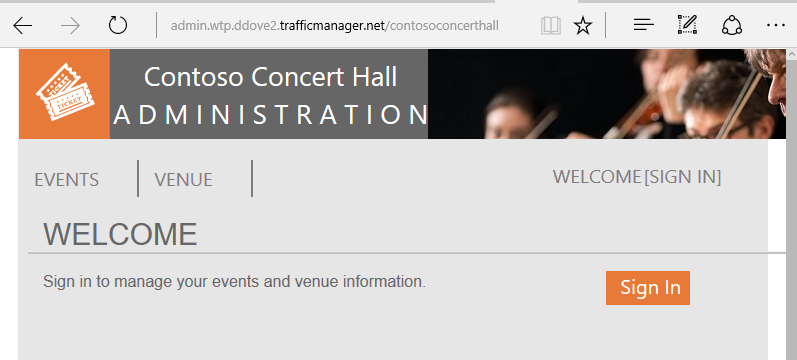 admin.wtp.ddove2.trafficmanager.net/contosoconcerthall
TICKET
Contoso Concert Hall
ADMINISTRATION
EVENTS
VENUE
WELCOME[SIGN IN]
WELCOME
Sign in to manage your events and venue information.
Sign In